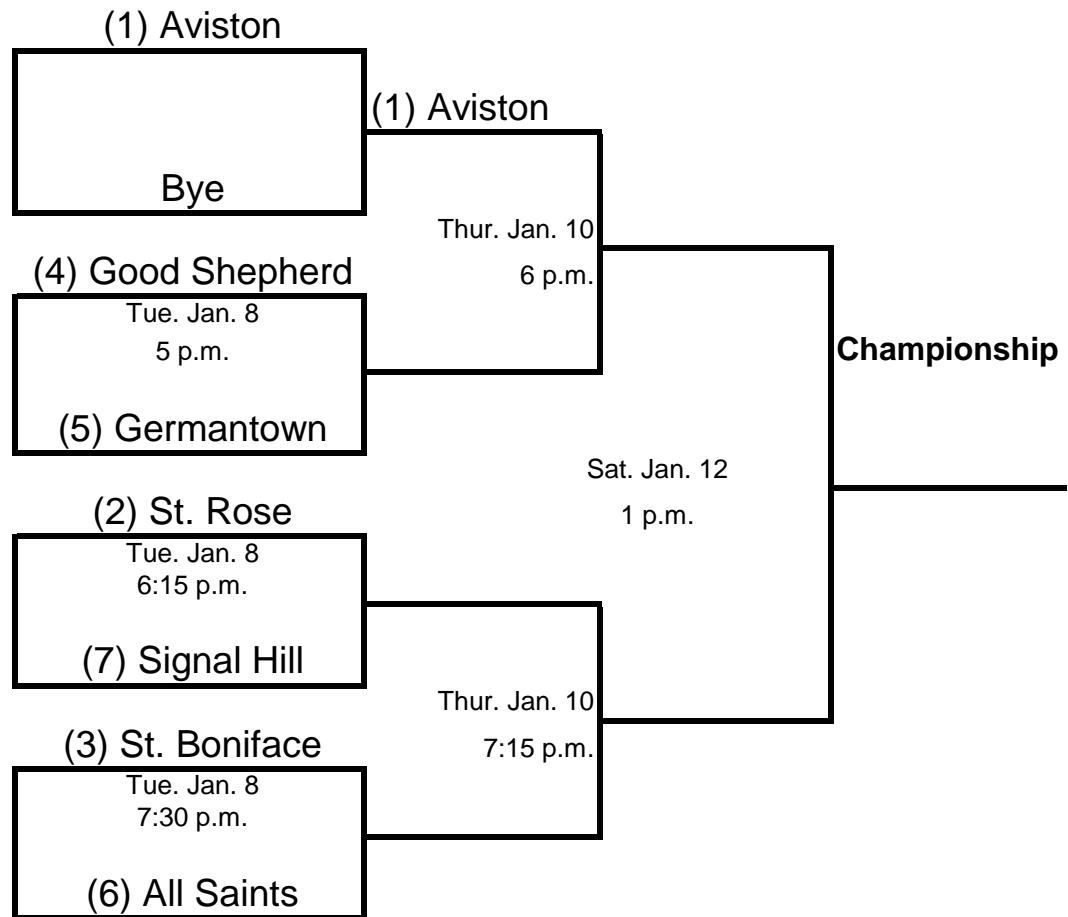 (1) Aviston
(1) Aviston
Bye
Thur. Jan. 10
6 p.m.
(4) Good Shepherd
Tue. Jan. 8
5 p.m.
Championship
(5) Germantown
Sat. Jan. 12
1 p.m.
(2) St. Rose
Tue. Jan. 8
6:15 p.m.
(7) Signal Hill
Thur. Jan. 10
7:15 p.m.
(3) St. Boniface
Tue. Jan. 8
7:30 p.m.
(6) All Saints